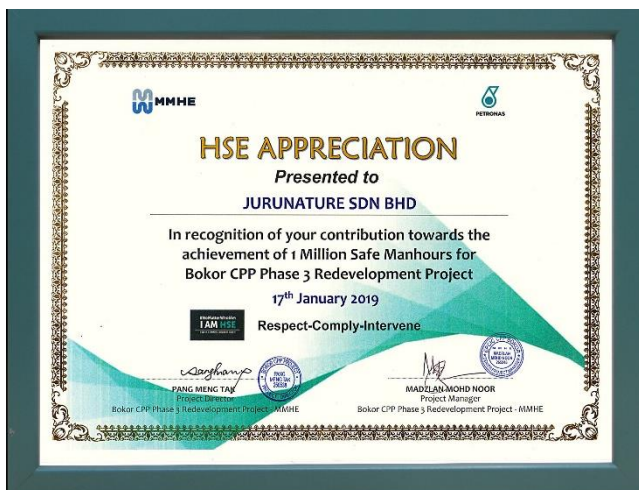 MMHE
PETRONAS
HSE APPRECIATION
Presented to
JURUNATURE SDN BHD
In recognition of your contribution towards the
achievement of 1 Million Safe Manhours for
Bokor CPP Phase 3 Redevelopment Project
17th January 2019
I AM HSE
Respect-Comply-Intervene
PANG MENG TAK
Project Director
Bokor CPP Phase 3 Redevelopment Project - MMHE
PANG
MENG TAK
MADZLAN MOHD NOOR
Project Manager
Bokor CPP Phase 3 Redevelopment Project - MMHE